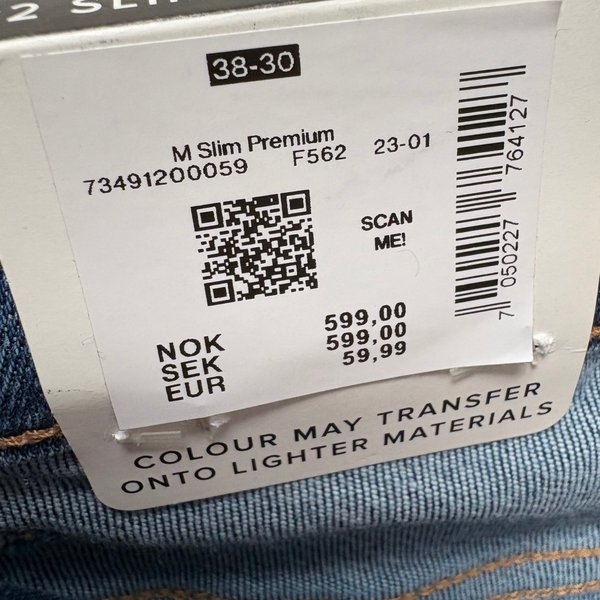 38-30
M Slim Premium
73491200059 F562 23-01
SCAN
ME!
NOK 599,00
SEK 599,00
EUR 59,99
7 050227 764127
COLOUR MAY TRANSFER
ONTO LIGHTER MATERIALS